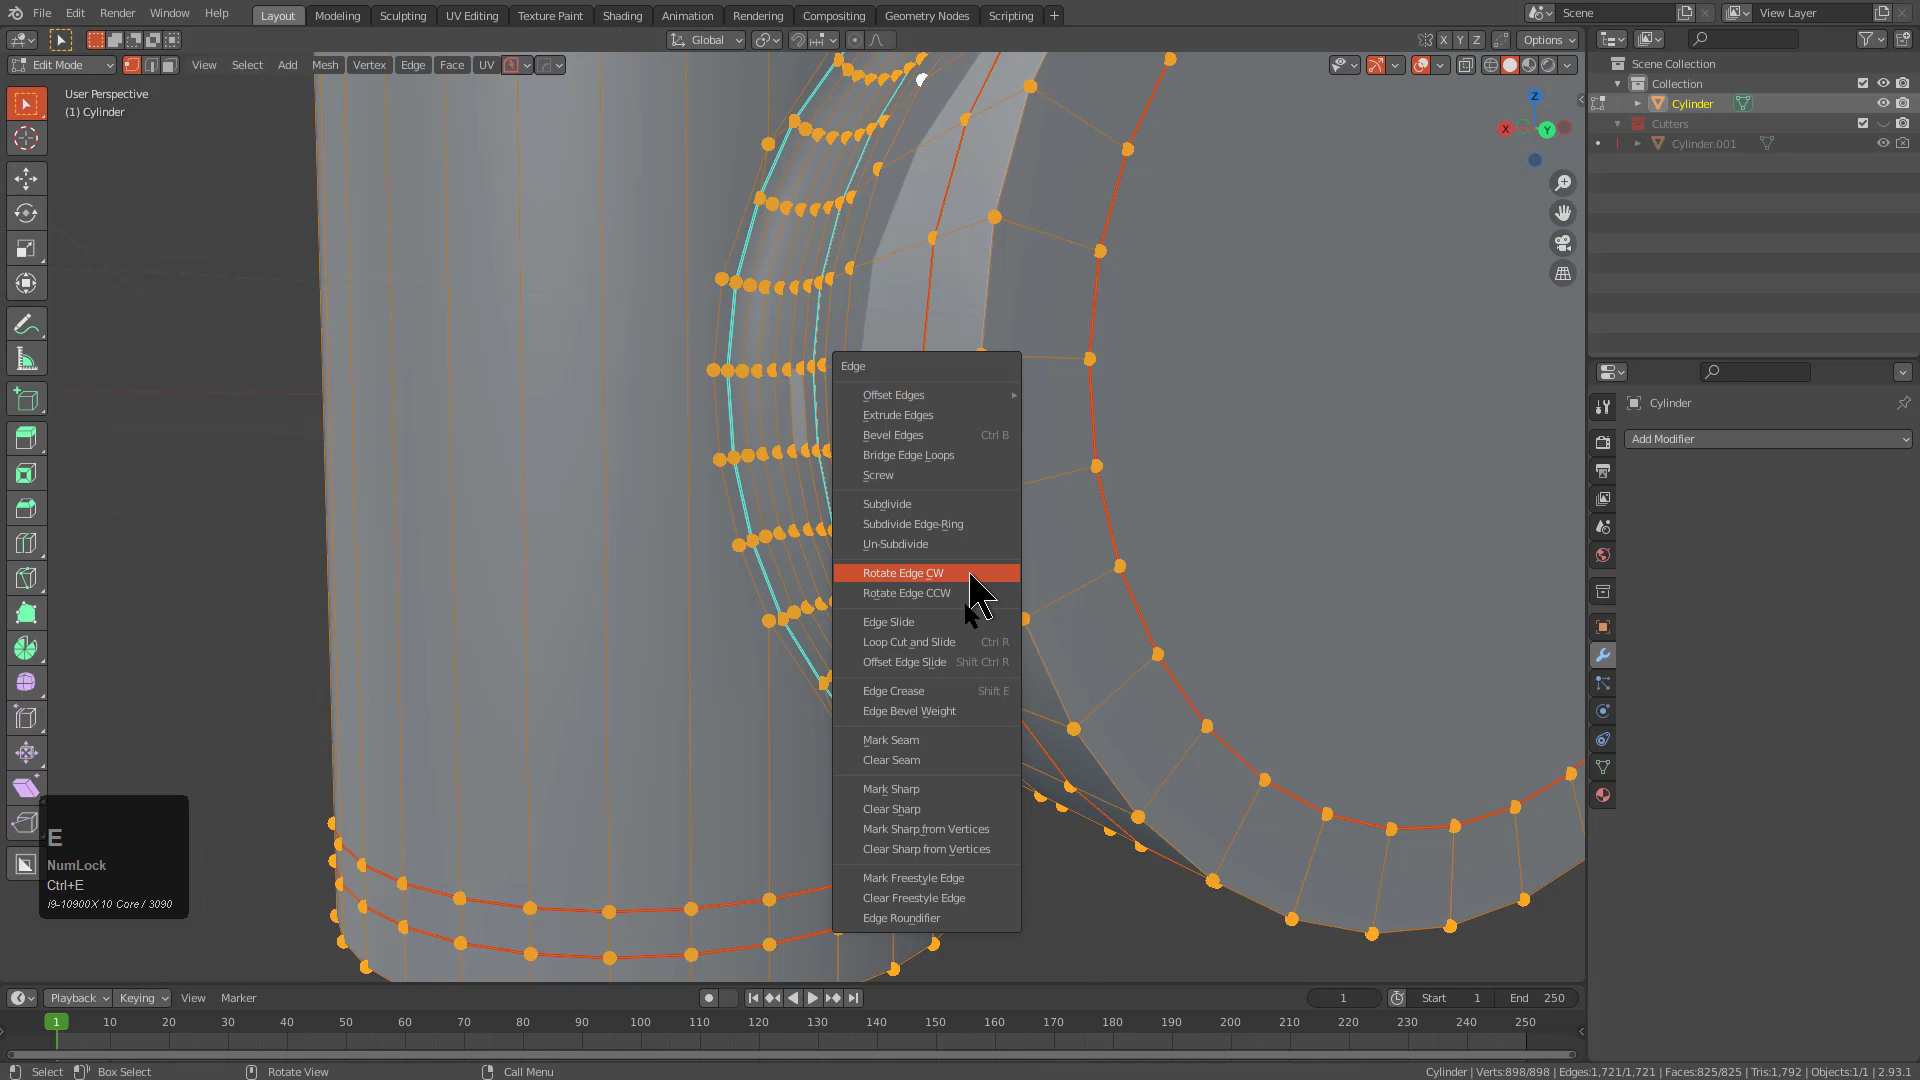 File Edit Render Window Help Layout Modeling Sculpting UV Editing Texture Paint Shading Animation Rendering Compositing Geometry Nodes Scripting + Scene View Layer
Global X Y Z Options
Edit Mode View Select Add Mesh Vertex Edge Face UV
User Perspective
(1) Cylinder
Z
X
Y
Scene Collection
Collection
Cylinder
Cutters
Cylinder.001
Cylinder
Add Modifier
Edge
Offset Edges
Extrude Edges
Bevel Edges Ctrl B
Bridge Edge Loops
Screw
Subdivide
Subdivide Edge-Ring
Un-Subdivide
Rotate Edge CW
Rotate Edge CCW
Edge Slide
Loop Cut and Slide Ctrl R
Offset Edge Slide Shift Ctrl R
Edge Crease Shift E
Edge Bevel Weight
Mark Seam
Clear Seam
Mark Sharp
Clear Sharp
Mark Sharp from Vertices
Clear Sharp from Vertices
Mark Freestyle Edge
Clear Freestyle Edge
Edge Roundifier
E
NumLock
Ctrl+E
i9-10900X 10 Core / 3090
Playback Keying View Marker 1 Start 1 End 250
1 10 20 30 40 50 60 70 80 90 100 110 120 130 140 150 160 170 180 190 200 210 220 230 240 250
Select Box Select Rotate View Call Menu Cylinder | Verts:898/898 | Edges:1,721/1,721 | Faces:825/825 | Tris:1,792 | Objects:1/1 | 2.93.1